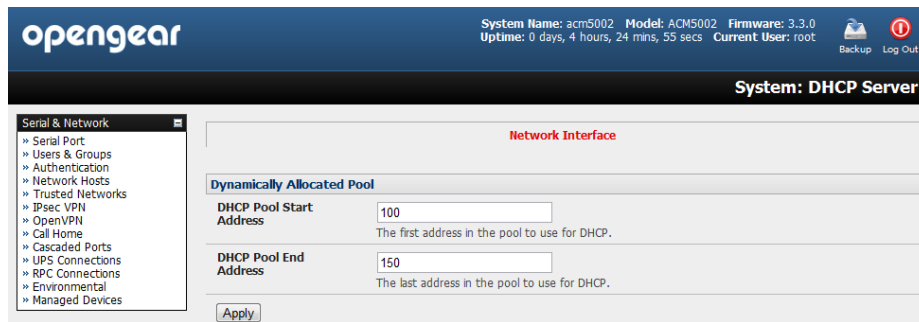 opengear
System Name: acm5002 Model: ACM5002 Firmware: 3.3.0
Uptime: 0 days, 4 hours, 24 mins, 55 secs Current User: root
Backup Log Out
System: DHCP Server
Serial & Network
» Serial Port
» Users & Groups
» Authentication
» Network Hosts
» Trusted Networks
» IPsec VPN
» OpenVPN
» Call Home
» Cascaded Ports
» UPS Connections
» RPC Connections
» Environmental
» Managed Devices
Network Interface
Dynamically Allocated Pool
DHCP Pool Start
Address
100
The first address in the pool to use for DHCP.
DHCP Pool End
Address
150
The last address in the pool to use for DHCP.
Apply